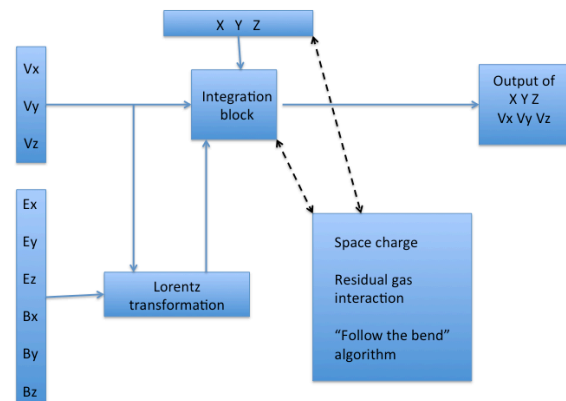 X Y Z
Vx
Vy
Vz
Integration
block
Output of
X Y Z
Vx Vy Vz
Ex
Ey
Ez
Bx
By
Bz
Lorentz
transformation
Space charge
Residual gas
interaction
“Follow the bend”
algorithm